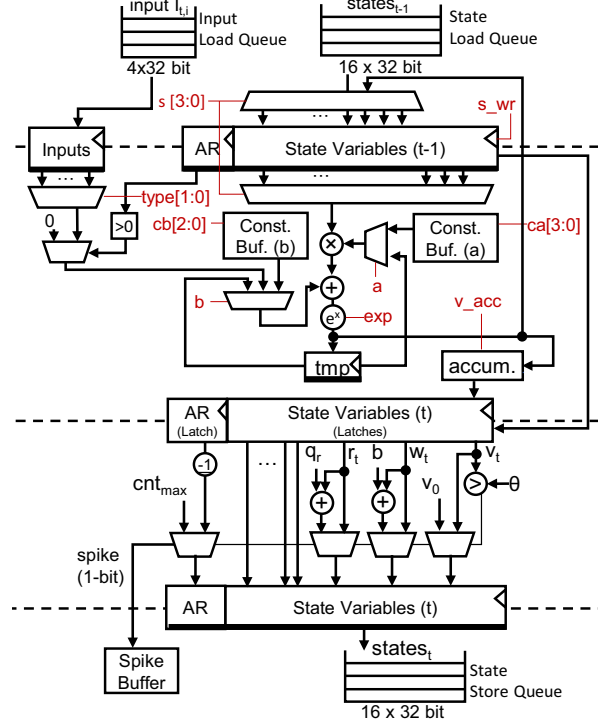 input I_t,i
states_t-1
Input
Load Queue
State
Load Queue
4x32 bit
16 x 32 bit
s [3:0]
s_wr
Inputs
AR
State Variables (t-1)
...
...
...
type[1:0]
0
>0
cb[2:0]
Const.
Buf. (b)
×
Const.
Buf. (a)
ca[3:0]
a
b
+
e^x
exp
v_acc
tmp
accum.
AR
(Latch)
State Variables (t)
(Latches)
-1
...
q_r
r_t
b
w_t
v_t
cnt_max
+
+
v_0
>
θ
spike
(1-bit)
AR
State Variables (t)
Spike
Buffer
states_t
State
Store Queue
16 x 32 bit